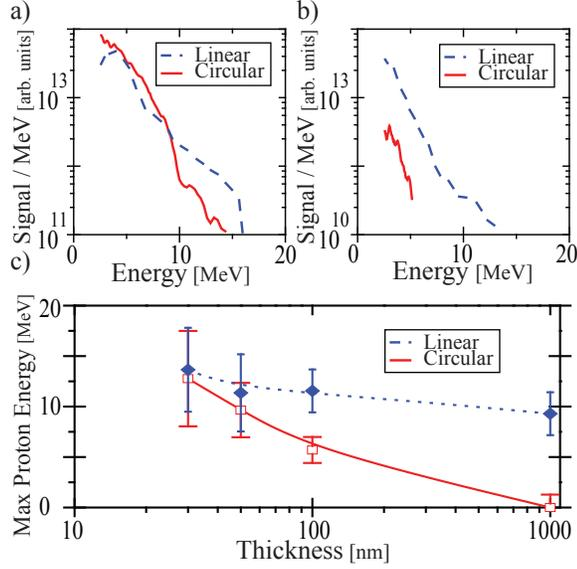 a)
b)
Signal / MeV [arb. units]
10 13
10 11
Linear
Circular
0
10
20
Energy [MeV]
Signal / MeV [arb. units]
10 13
10 10
Linear
Circular
0
10
20
Energy [MeV]
c)
Max Proton Energy [MeV]
20
10
0
Linear
Circular
10
100
1000
Thickness [nm]